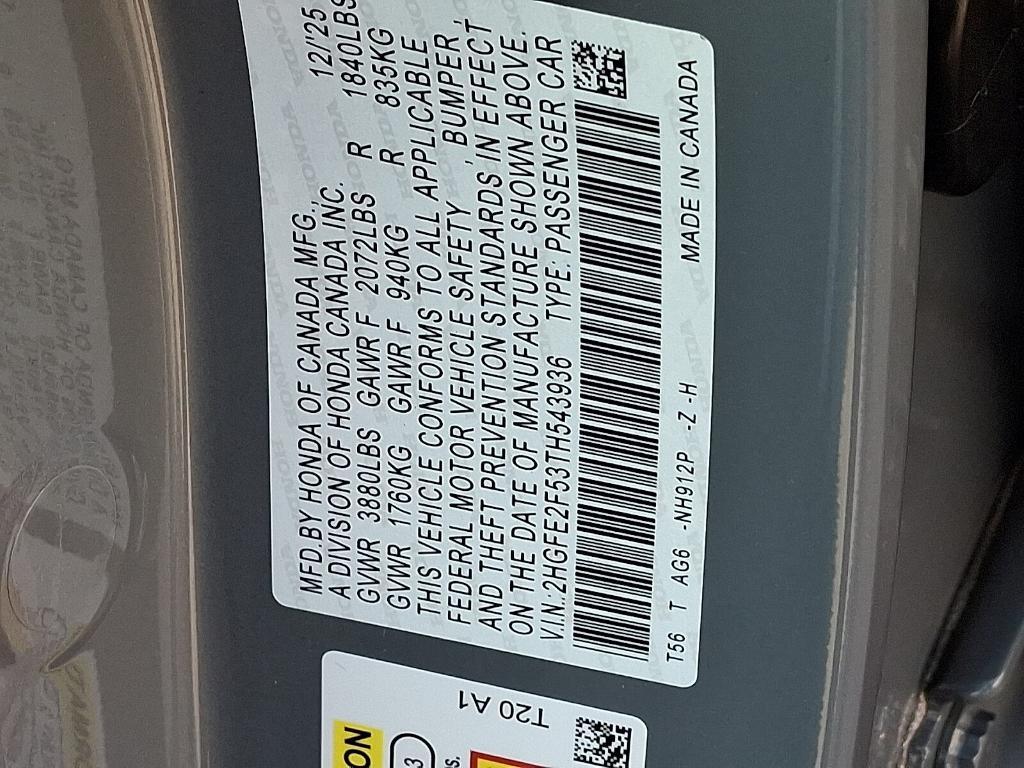 MFD.BY HONDA OF CANADA MFG., 12/'25
A DIVISION OF HONDA CANADA INC.
GVWR 3880LBS GAWR F 2072LBS R 1840LBS
GVWR 1760KG GAWR F 940KG R 835KG
THIS VEHICLE CONFORMS TO ALL APPLICABLE
FEDERAL MOTOR VEHICLE SAFETY , BUMPER ,
AND THEFT PREVENTION STANDARDS IN EFFECT
ON THE DATE OF MANUFACTURE SHOWN ABOVE.
V.I.N. 2HGFE2F53TH543936 TYPE: PASSENGER CAR
T56 T AG6 -NH912P -Z -H MADE IN CANADA
T20 A1
ON
3
s.